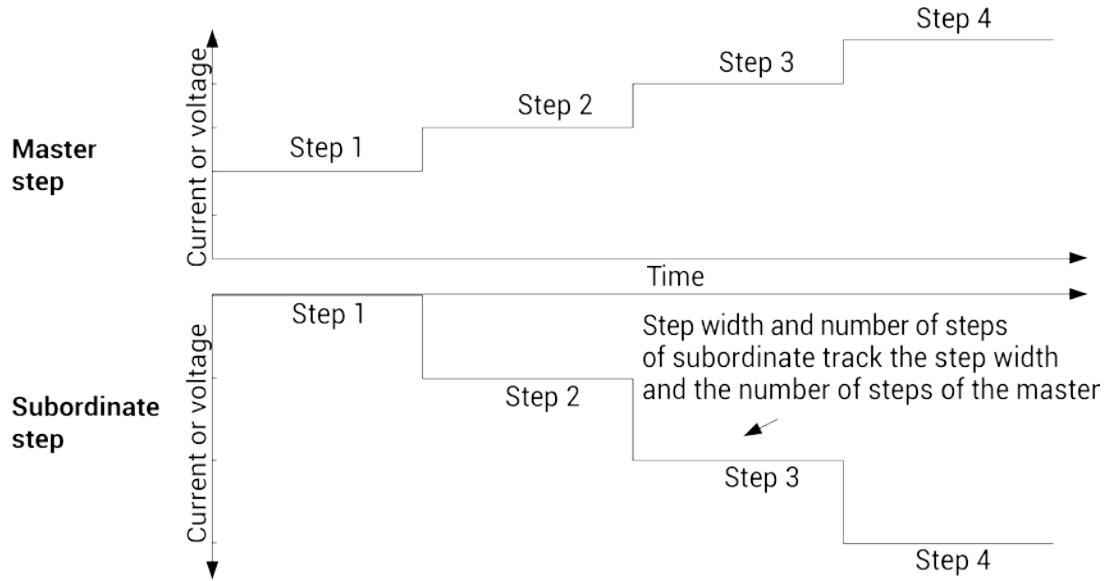 Step 4
Step 3
Step 2
Step 1
Master
step
Current or voltage
Time
Step 1
Step width and number of steps
of subordinate track the step width
and the number of steps of the master
Step 2
Subordinate
step
Current or voltage
Step 3
Step 4